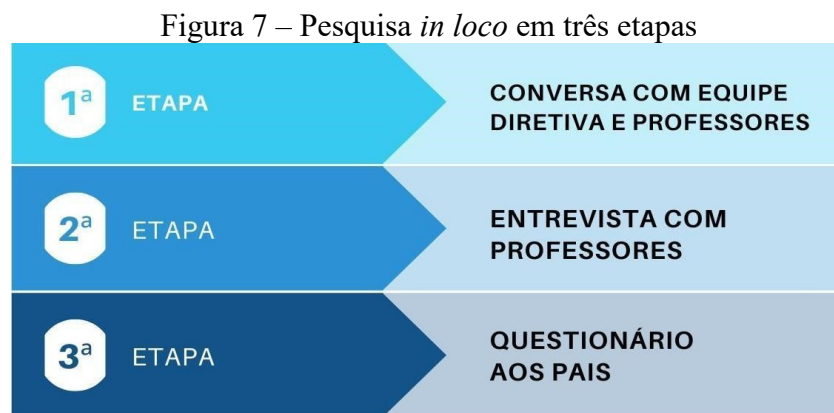 Figura 7 – Pesquisa in loco em três etapas
1ª ETAPA
CONVERSA COM EQUIPE
DIRETIVA E PROFESSORES
2ª ETAPA
ENTREVISTA COM
PROFESSORES
3ª ETAPA
QUESTIONÁRIO
AOS PAIS